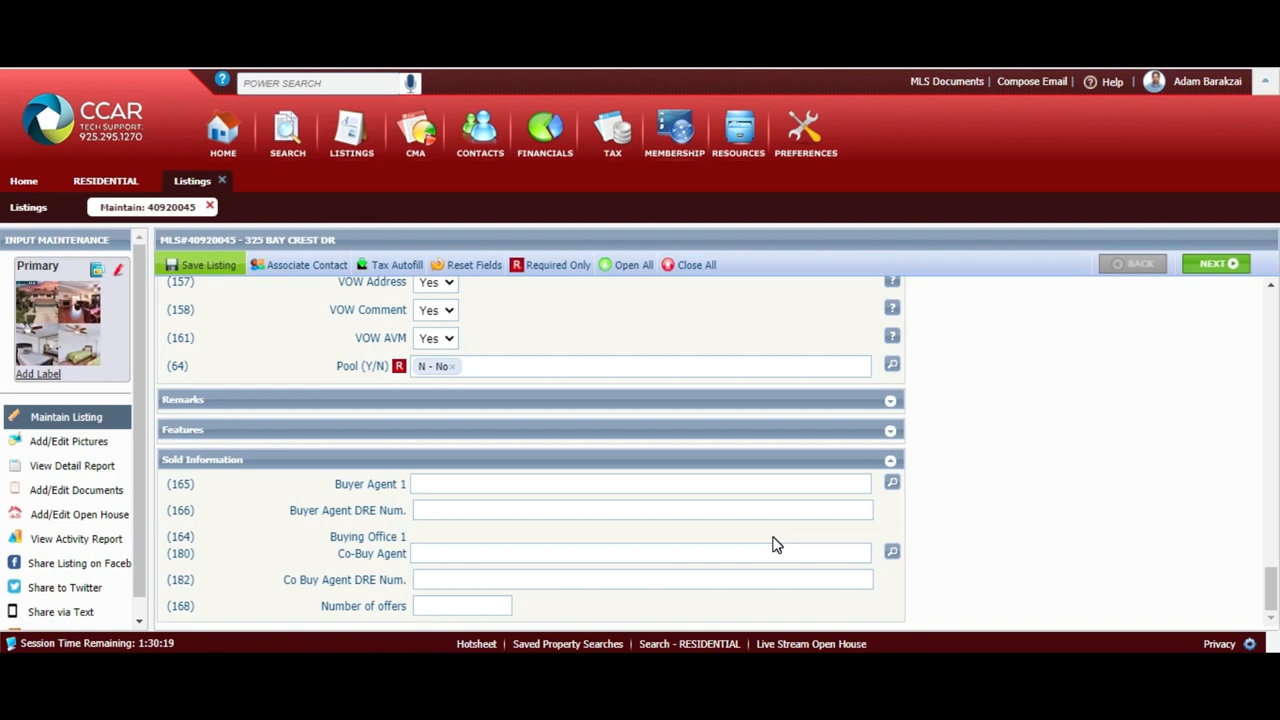 POWER SEARCH
MLS Documents | Compose Email | Help | Adam Barakzai
CCAR
TECH SUPPORT:
925.295.1270
HOME SEARCH LISTINGS CMA CONTACTS FINANCIALS TAX MEMBERSHIP RESOURCES PREFERENCES
Home RESIDENTIAL Listings
Listings Maintain: 40920045
INPUT MAINTENANCE
MLS#40920045 - 325 BAY CREST DR
Primary
Add Label
Save Listing Associate Contact Tax Autofill Reset Fields R Required Only Open All Close All BACK NEXT
(157) VOW Address Yes ?
(158) VOW Comment Yes ?
(161) VOW AVM Yes ?
(64) Pool (Y/N) R N - No×
Remarks
Features
Sold Information
(165) Buyer Agent 1
(166) Buyer Agent DRE Num.
(164) Buying Office 1
(180) Co-Buy Agent
(182) Co Buy Agent DRE Num.
(168) Number of offers
Maintain Listing
Add/Edit Pictures
View Detail Report
Add/Edit Documents
Add/Edit Open House
View Activity Report
Share Listing on Faceb
Share to Twitter
Share via Text
Session Time Remaining: 1:30:19
Hotsheet | Saved Property Searches | Search - RESIDENTIAL | Live Stream Open House
Privacy